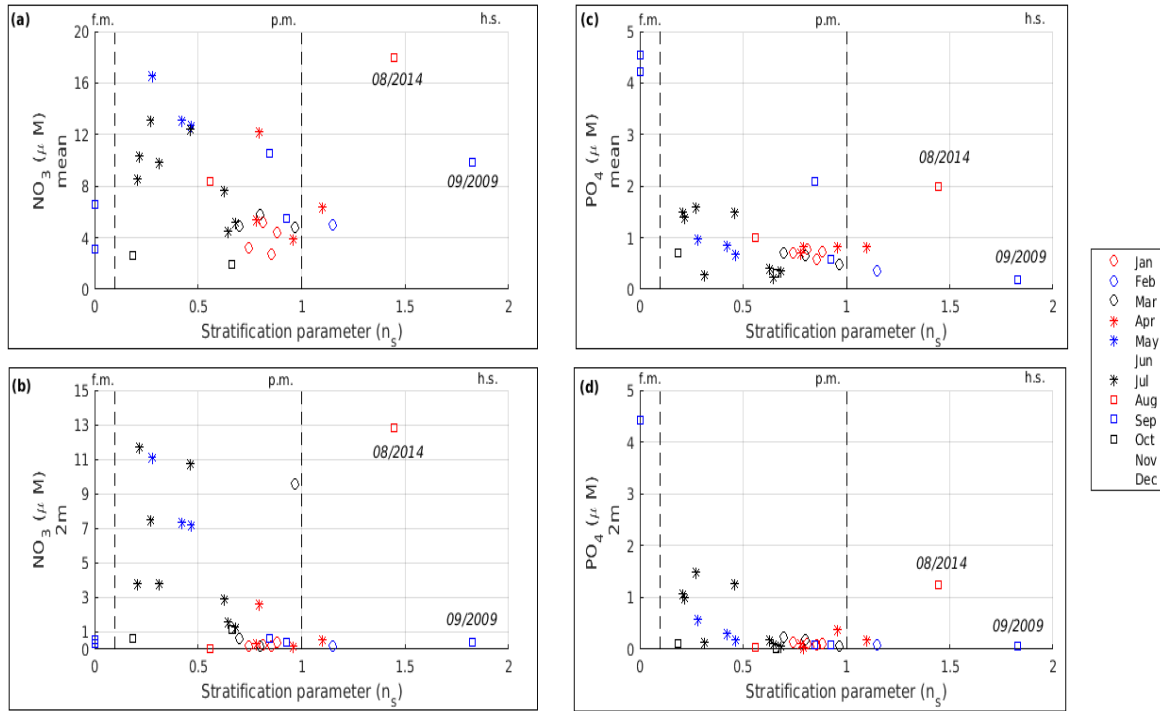 (a)
f.m.
p.m.
h.s.
20
16
12
8
4
0
NO3 (μ M)
mean
08/2014
09/2009
0
0.5
1
1.5
2
Stratification parameter (ns)
(c)
f.m.
p.m.
h.s.
5
4
3
2
1
0
PO4 (μ M)
mean
08/2014
09/2009
0
0.5
1
1.5
2
Stratification parameter (ns)
(b)
f.m.
p.m.
h.s.
15
13
11
9
7
5
3
1
0
NO3 (μ M)
2m
08/2014
09/2009
0
0.5
1
1.5
2
Stratification parameter (ns)
(d)
f.m.
p.m.
h.s.
5
4
3
2
1
0
PO4 (μ M)
2m
08/2014
09/2009
0
0.5
1
1.5
2
Stratification parameter (ns)
Jan
Feb
Mar
Apr
May
Jun
Jul
Aug
Sep
Oct
Nov
Dec